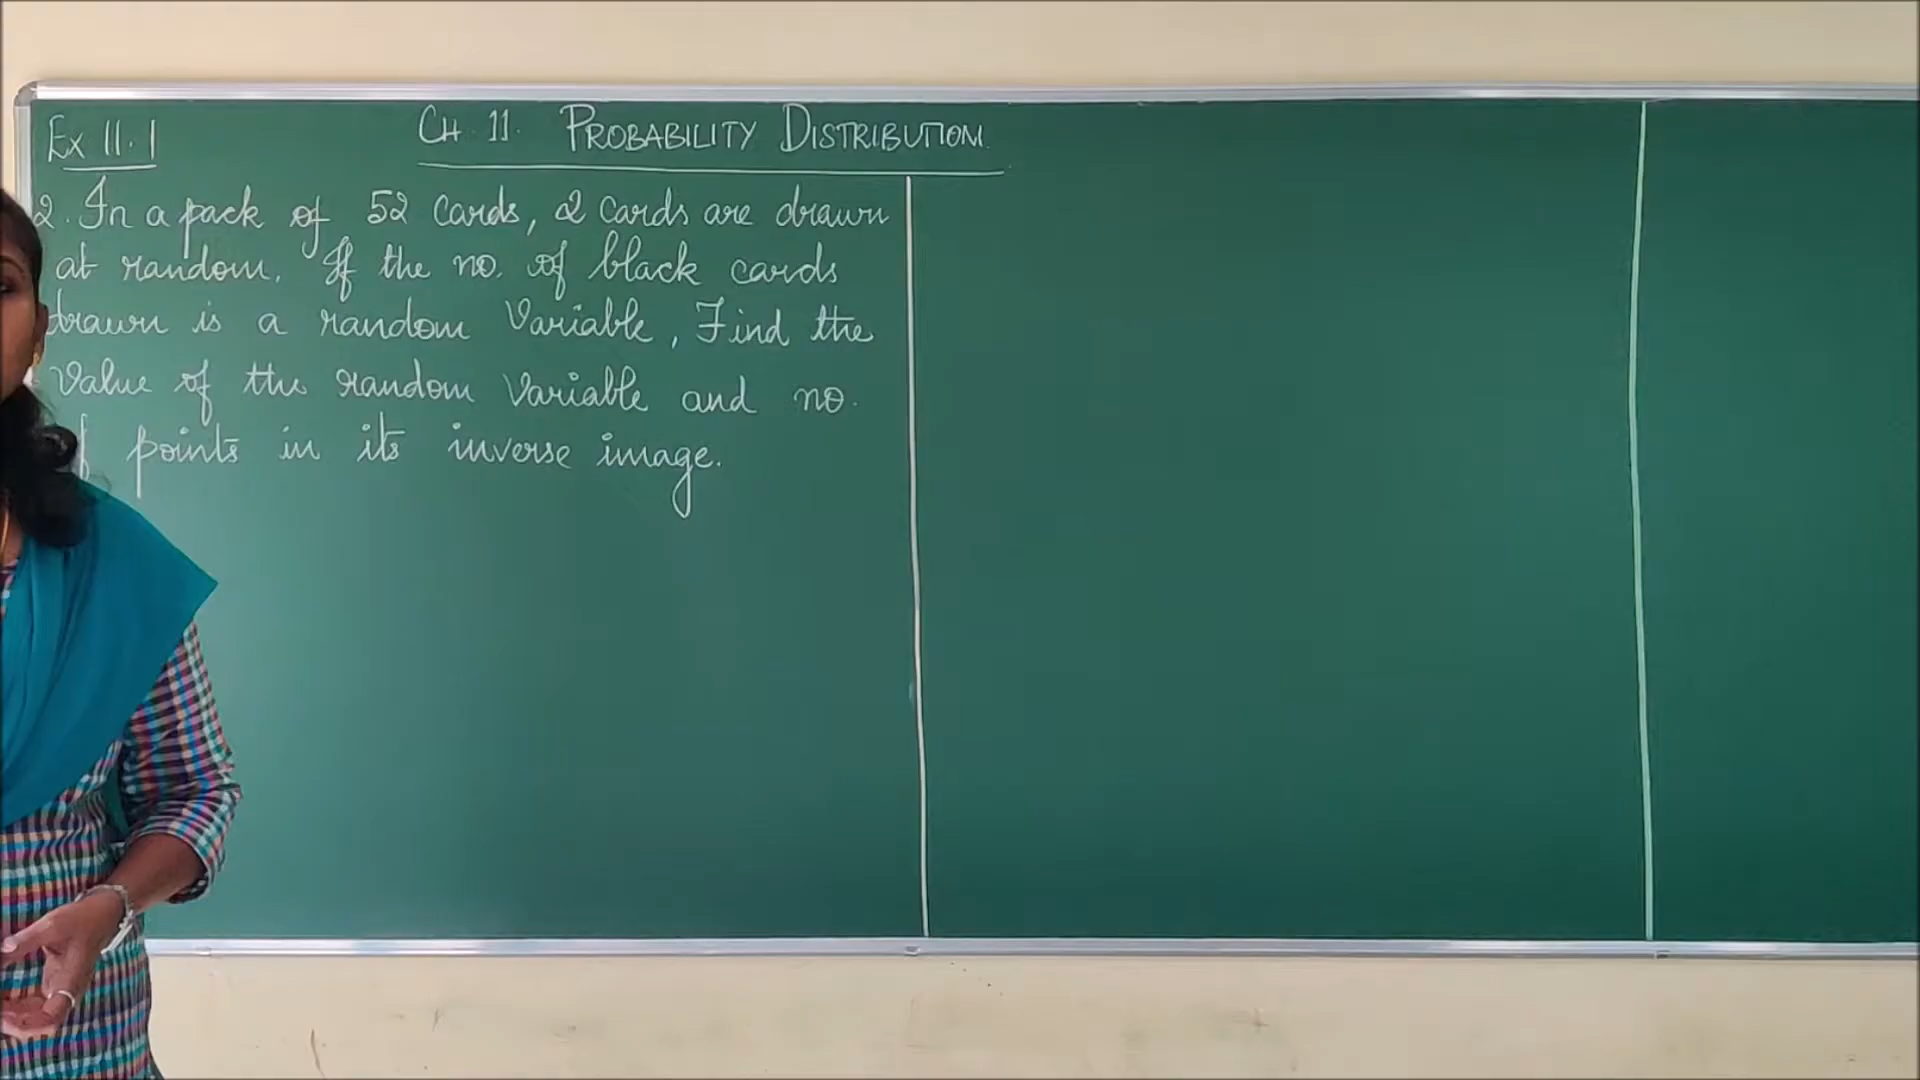 Ex 11.1
CH 11. PROBABILITY DISTRIBUTION
2. In a pack of 52 cards, 2 cards are drawn
at random. If the no. of black cards
drawn is a random Variable, Find the
Value of the random Variable and no.
points in its inverse image.